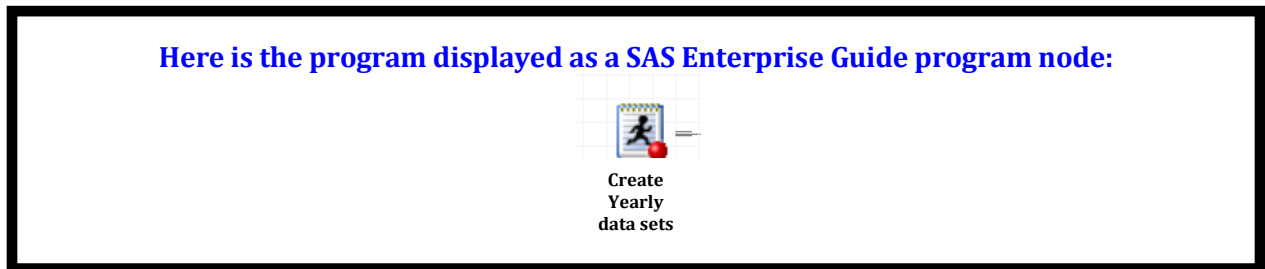 Here is the program displayed as a SAS Enterprise Guide program node:
Create
Yearly
data sets